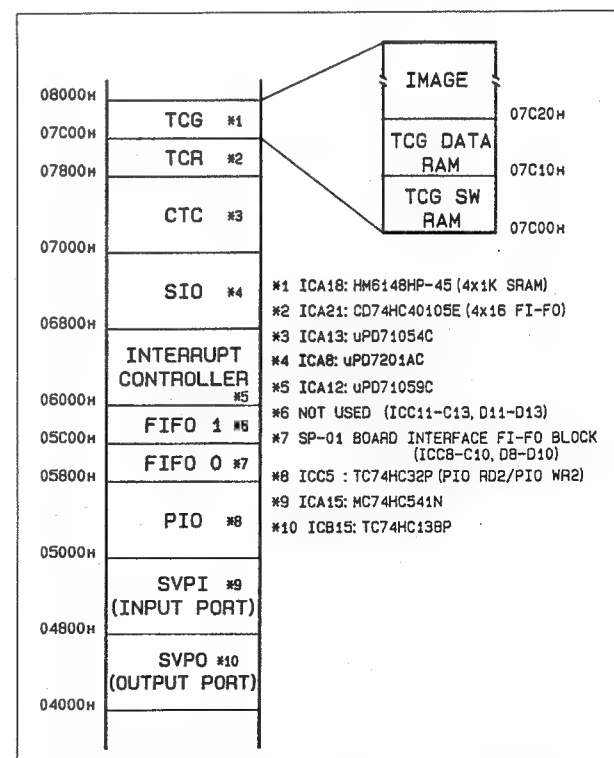 08000H
TCG *1
07C00H
TCR *2
07800H
CTC *3
07000H
SIO *4
06800H
INTERRUPT
CONTROLLER
*5
06000H
FIFO 1 *6
05C00H
FIFO 0 *7
05800H
PIO *8
05000H
SVPI *9
(INPUT PORT)
04800H
SVPO *10
(OUTPUT PORT)
04000H
IMAGE
07C20H
TCG DATA
RAM
07C10H
TCG SW
RAM
07C00H
*1 ICA18: HM6148HP-45 (4x1K SRAM)
*2 ICA21: CD74HC40105E (4x16 FI-FO)
*3 ICA13: uPD71054C
*4 ICA8: uPD7201AC
*5 ICA12: uPD71059C
*6 NOT USED (ICC11-C13, D11-D13)
*7 SP-01 BOARD INTERFACE FI-FO BLOCK
(ICC8-C10, D8-D10)
*8 ICC5 : TC74HC32P (PIO RD2/PIO WR2)
*9 ICA15: MC74HC541N
*10 ICB15: TC74HC138P